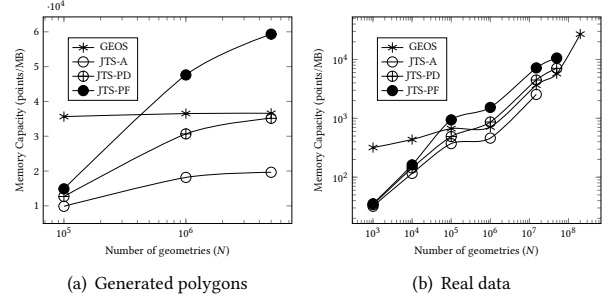 ·10⁴
6
4
3
2
1
10⁵
10⁶
Memory Capacity (points/MB)
Number of geometries (N)
GEOS
JTS-A
JTS-PD
JTS-PF
(a) Generated polygons
10⁴
10³
10²
10³
10⁴
10⁵
10⁶
10⁷
10⁸
Memory Capacity (points/MB)
Number of geometries (N)
GEOS
JTS-A
JTS-PD
JTS-PF
(b) Real data